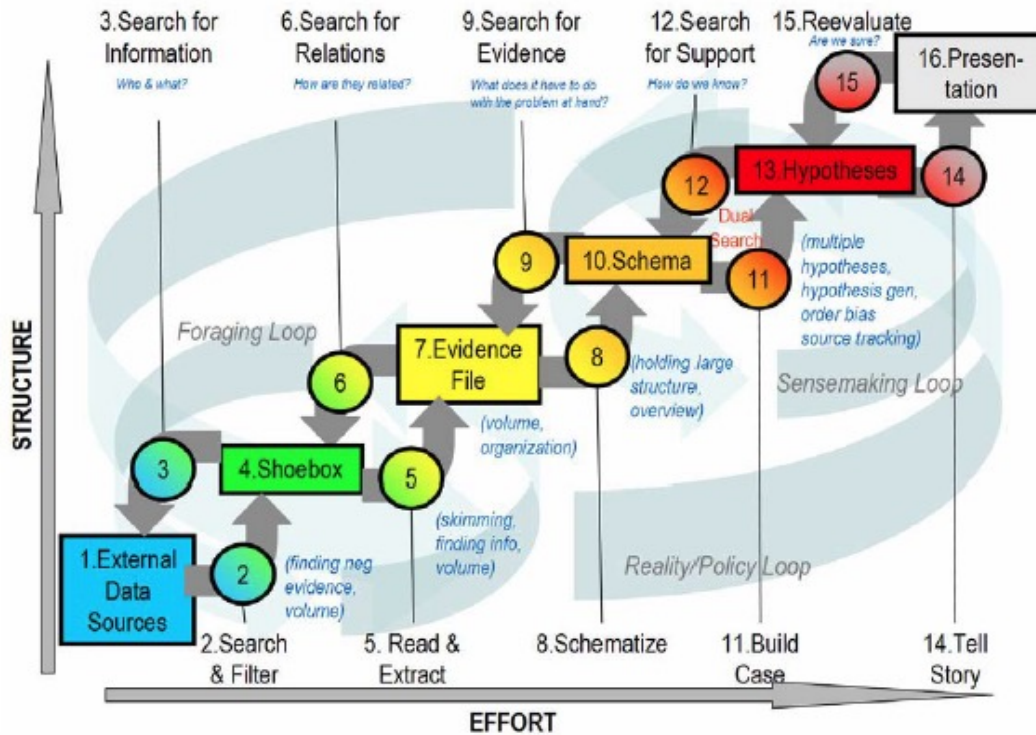 3.Search for
Information
Who & what?
6.Search for
Relations
How are they related?
9.Search for
Evidence
What does it have to do
with the problem at hand?
12.Search
for Support
How do we know?
15.Reevaluate
Are we sure?
16.Presen-
tation
15
13.Hypotheses
12
14
Dual
Search
11
10.Schema
9
(multiple
hypotheses,
hypothesis gen,
order bias
source tracking)
Foraging Loop
7.Evidence
File
8
6
(holding large
structure,
overview)
Sensemaking Loop
(volume,
organization)
3
4.Shoebox
5
(skimming,
finding info,
volume)
1.External
Data
Sources
2
(finding neg
evidence,
volume)
Reality/Policy Loop
2.Search
& Filter
5. Read &
Extract
8.Schematize
11.Build
Case
14.Tell
Story
STRUCTURE
EFFORT